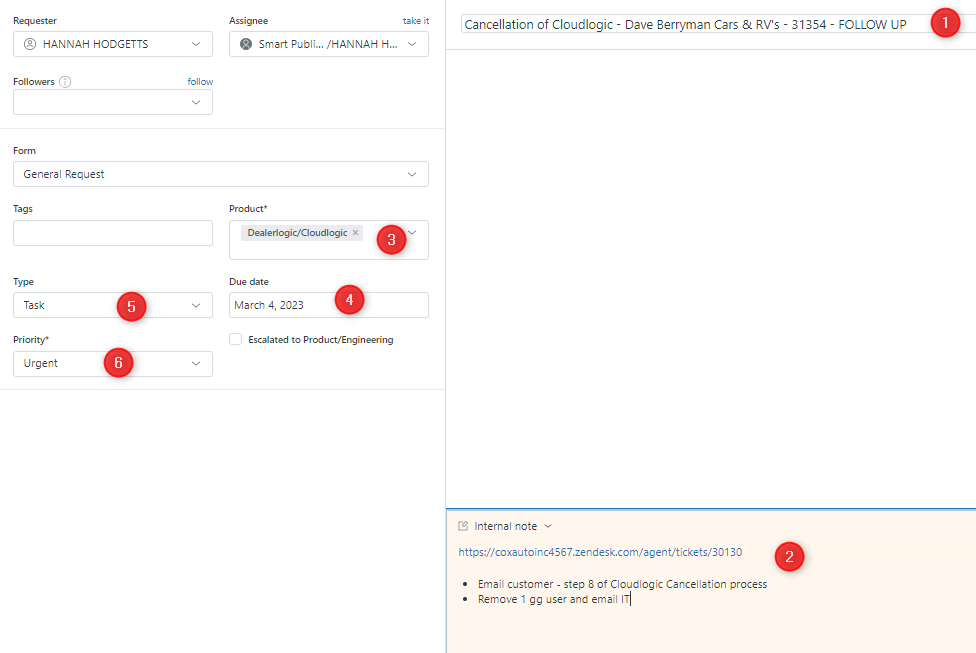 Requester
HANNAH HODGETTS
Assignee
take it
Smart Publi... /HANNAH H...
Followers
follow
Form
General Request
Tags
Product*
Dealerlogic/Cloudlogic ×
3
Type
Task
5
Due date
March 4, 2023
4
Priority*
Urgent
6
Escalated to Product/Engineering
Cancellation of Cloudlogic - Dave Berryman Cars & RV's - 31354 - FOLLOW UP
1
Internal note
https://coxautoinc4567.zendesk.com/agent/tickets/30130
2
• Email customer - step 8 of Cloudlogic Cancellation process
• Remove 1 gg user and email IT